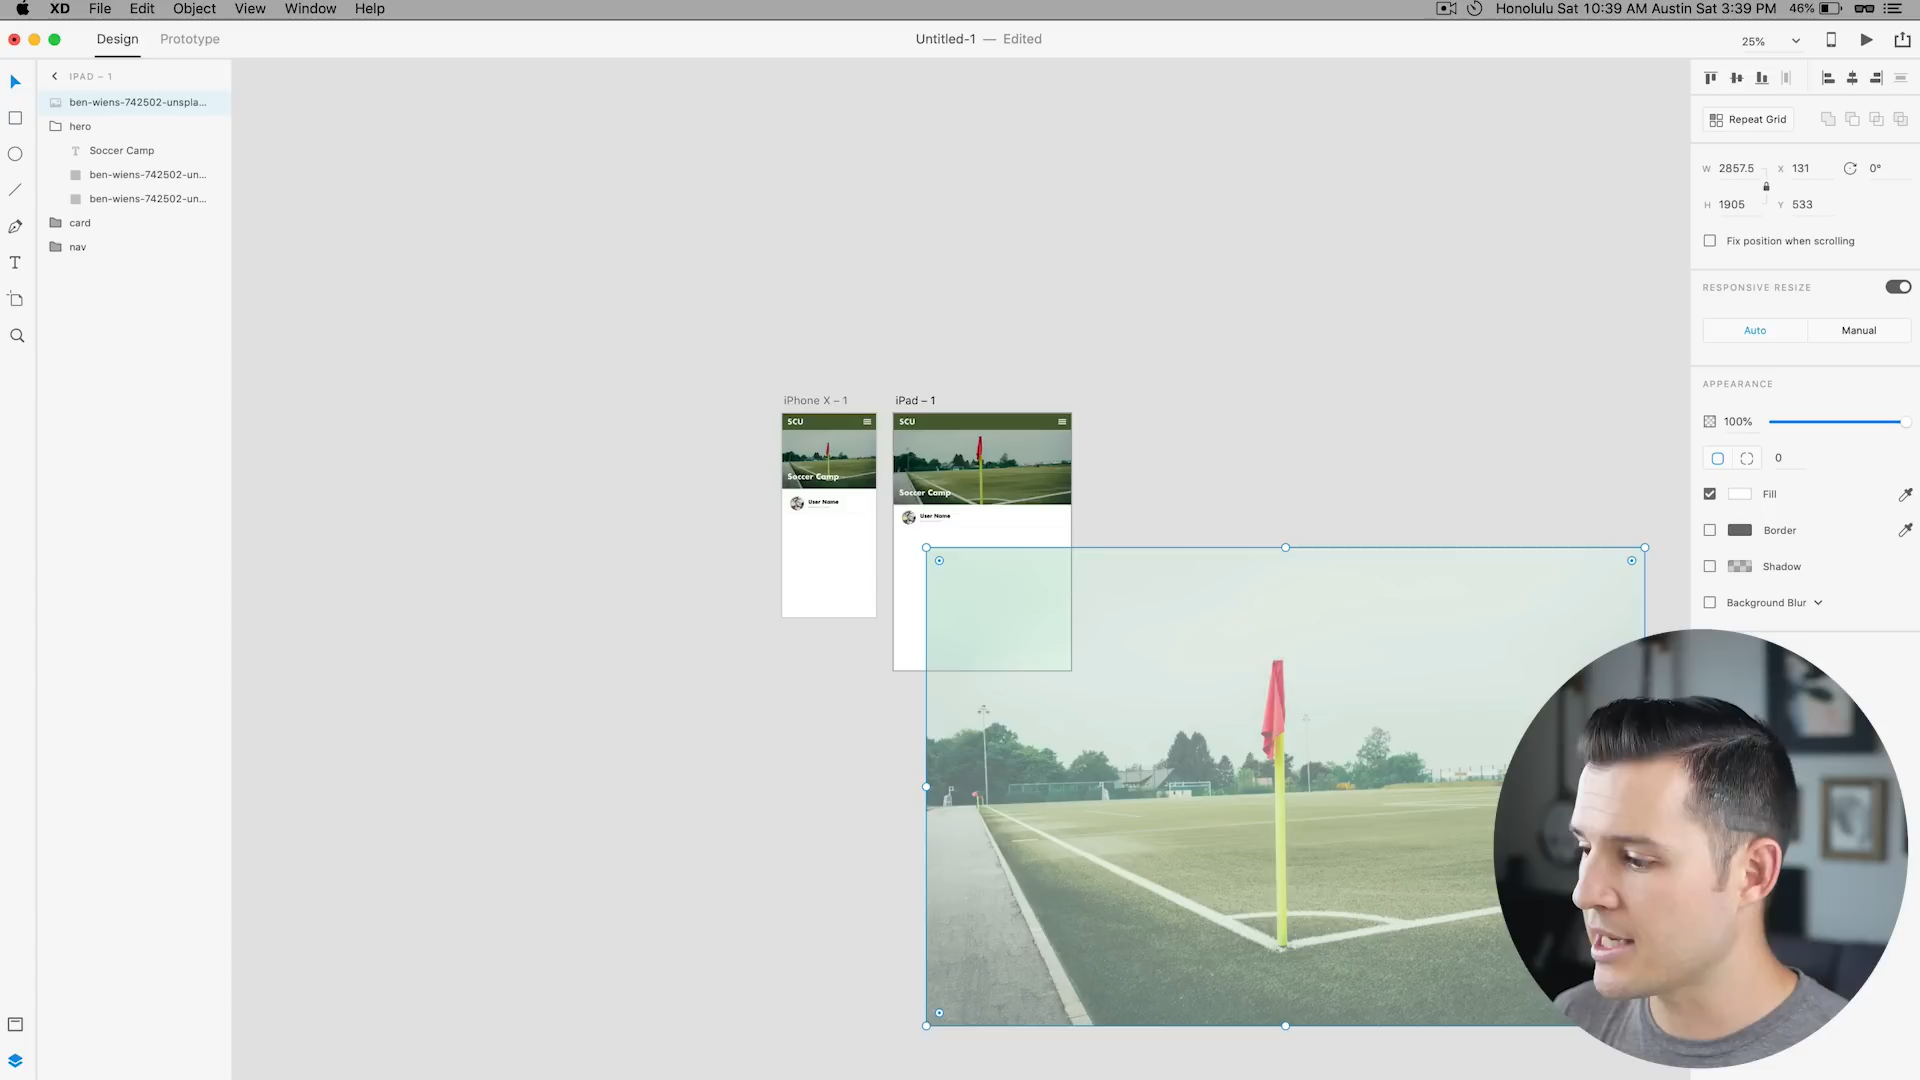 XD File Edit Object View Window Help
Honolulu Sat 10:39 AM Austin Sat 3:39 PM 46%
Design Prototype
Untitled-1 — Edited
25%
IPAD – 1
ben-wiens-742502-unspla...
hero
Soccer Camp
ben-wiens-742502-un...
ben-wiens-742502-un...
card
nav
iPhone X – 1
SCU
Soccer Camp
User Name
iPad – 1
SCU
Soccer Camp
User Name
Repeat Grid
W 2857.5 X 131 0°
H 1905 Y 533
Fix position when scrolling
RESPONSIVE RESIZE
Auto Manual
APPEARANCE
100%
0
Fill
Border
Shadow
Background Blur